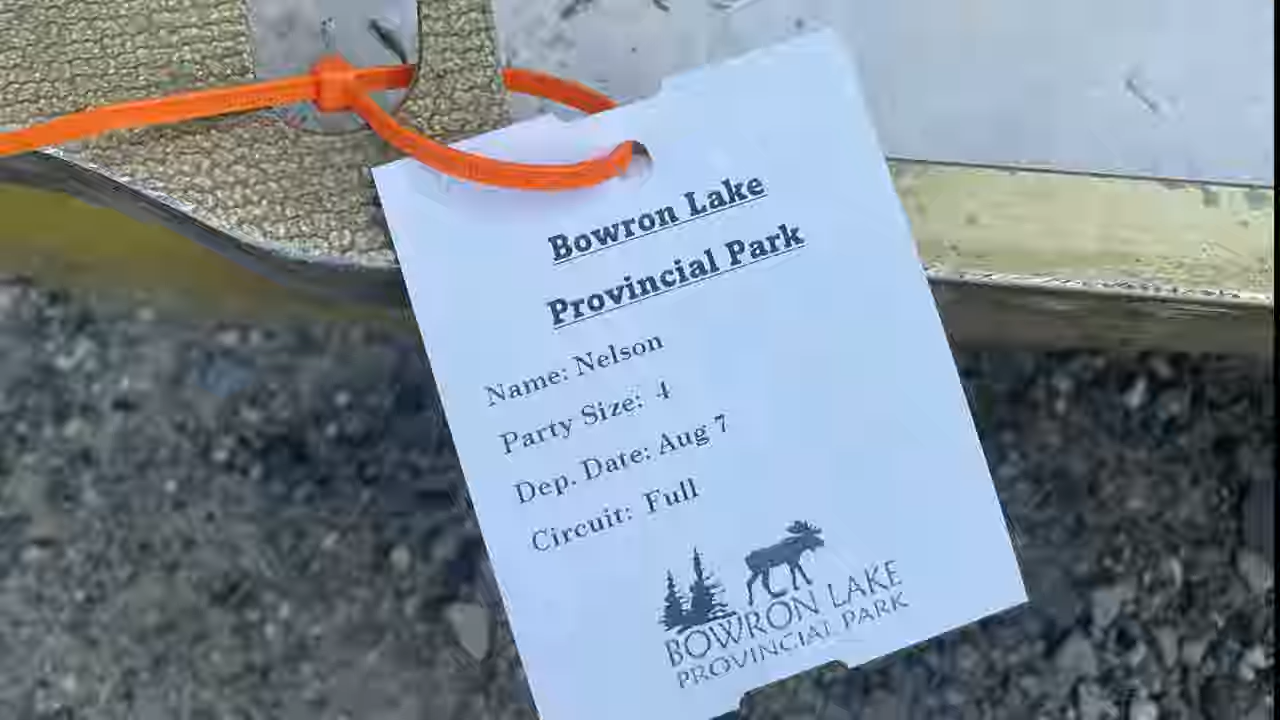 Bowron Lake
Provincial Park
Name: Nelson
Party Size: 4
Dep. Date: Aug 7
Circuit: Full
BOWRON LAKE
PROVINCIAL PARK